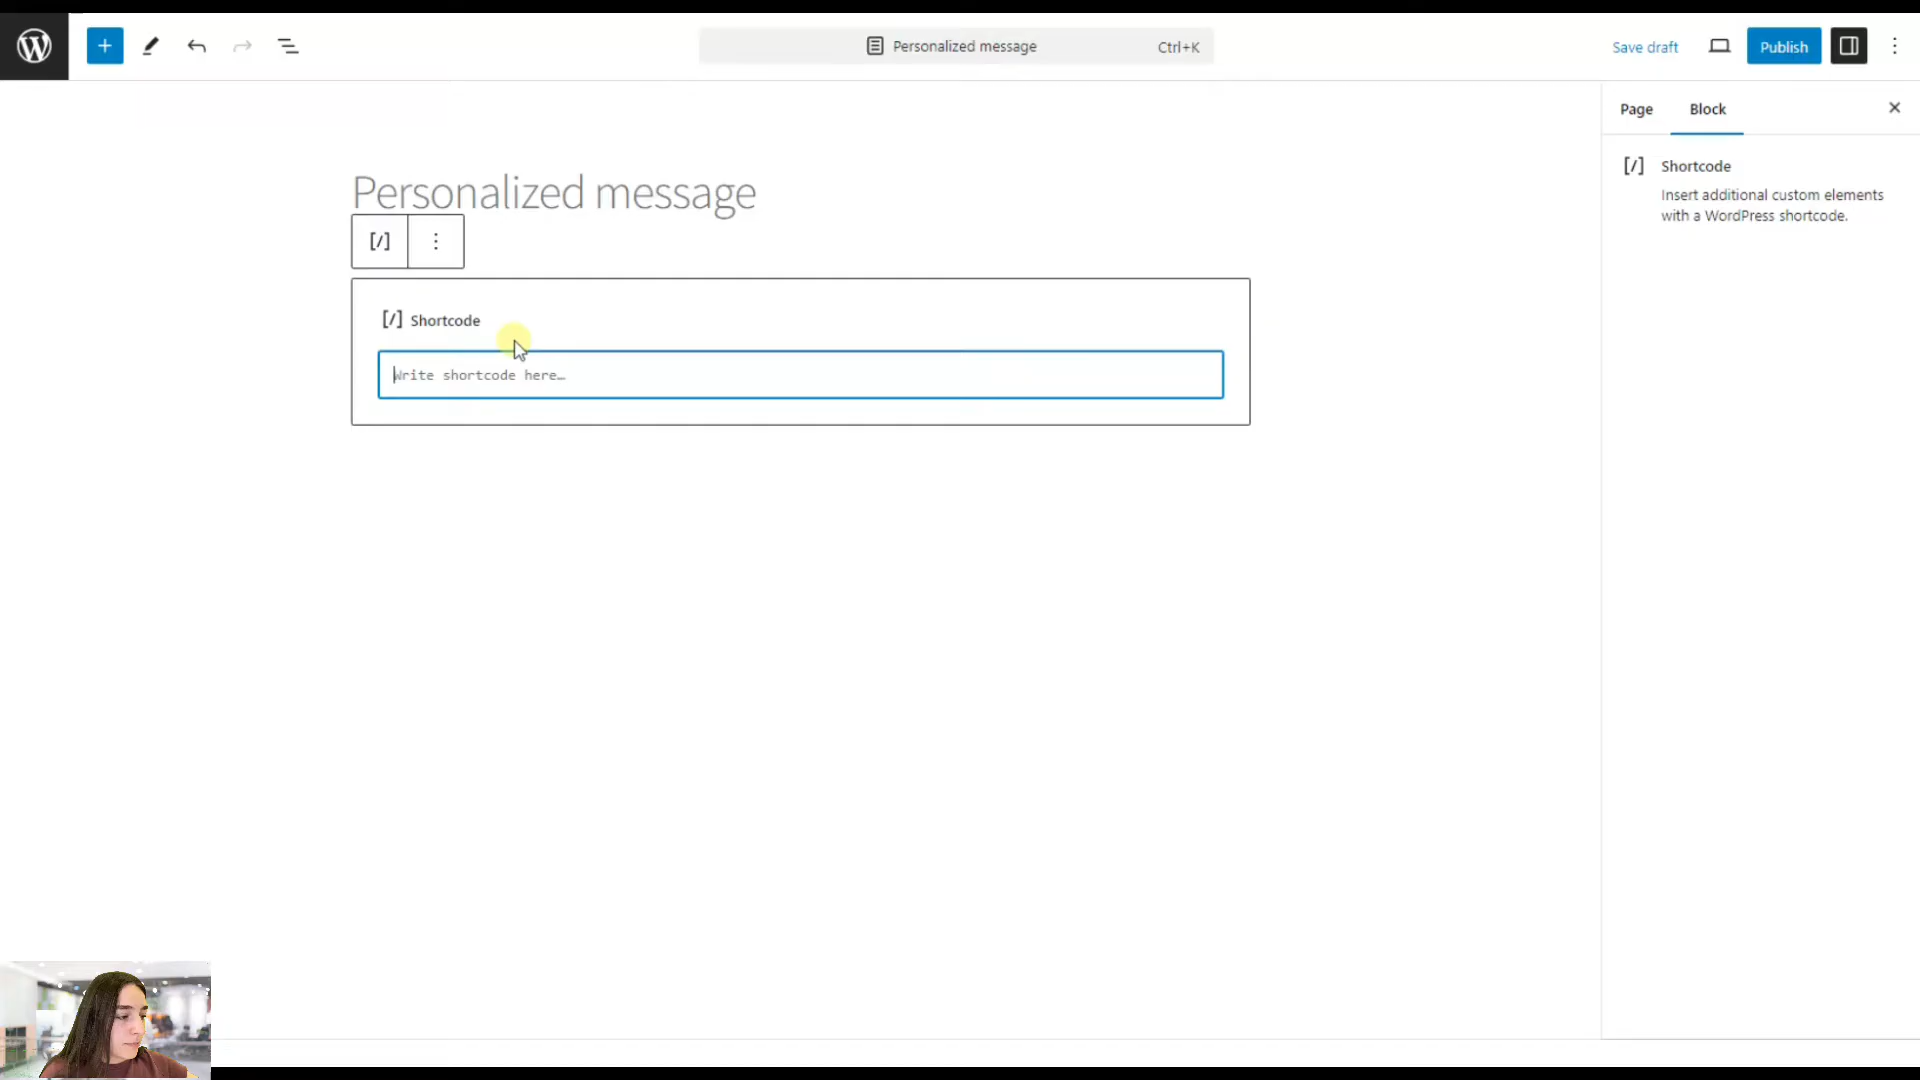 Personalized message
Ctrl+K
Save draft
Publish
Page
Block
[/] Shortcode
Insert additional custom elements
with a WordPress shortcode.
Personalized message
[/]
[/] Shortcode
Write shortcode here…